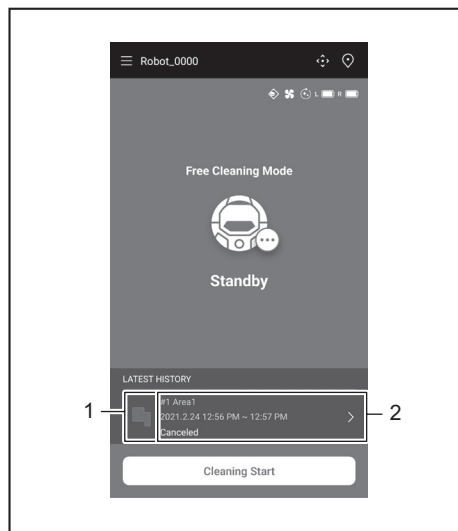 Robot_0000
L R
Free Cleaning Mode
Standby
LATEST HISTORY
#1 Area1
1
2021.2.24 12:56 PM ~ 12:57 PM
2
Canceled
Cleaning Start